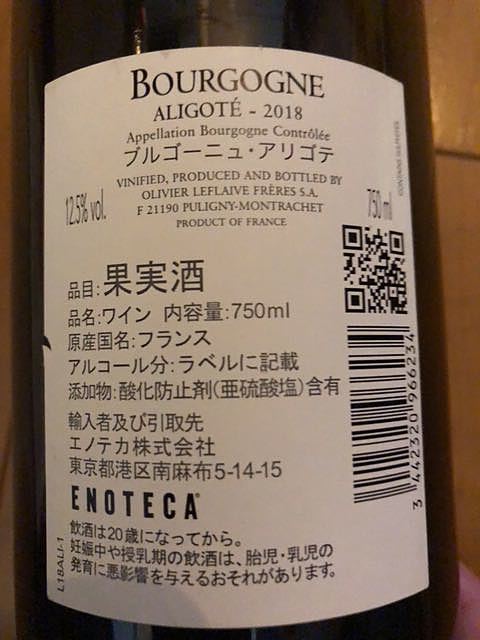 BOURGOGNE
ALIGOTÉ - 2018
Appellation Bourgogne Contrôlée
ブルゴーニュ・アリゴテ
VINIFIED, PRODUCED AND BOTTLED BY
OLIVIER LEFLAIVE FRÈRES S.A.
F 21190 PULIGNY-MONTRACHET
PRODUCT OF FRANCE
12.5% vol.
750 ml
CONTAINS SULPHITES
品目:果実酒
品名:ワイン 内容量:750ml
原産国名:フランス
アルコール分:ラベルに記載
添加物:酸化防止剤(亜硫酸塩)含有
輸入者及び引取先
エノテカ株式会社
東京都港区南麻布5-14-15
ENOTECA®
飲酒は20歳になってから。
妊娠中や授乳期の飲酒は、胎児・乳児の
発育に悪影響を与えるおそれがあります。
L18ALI-1
3 442320 966234